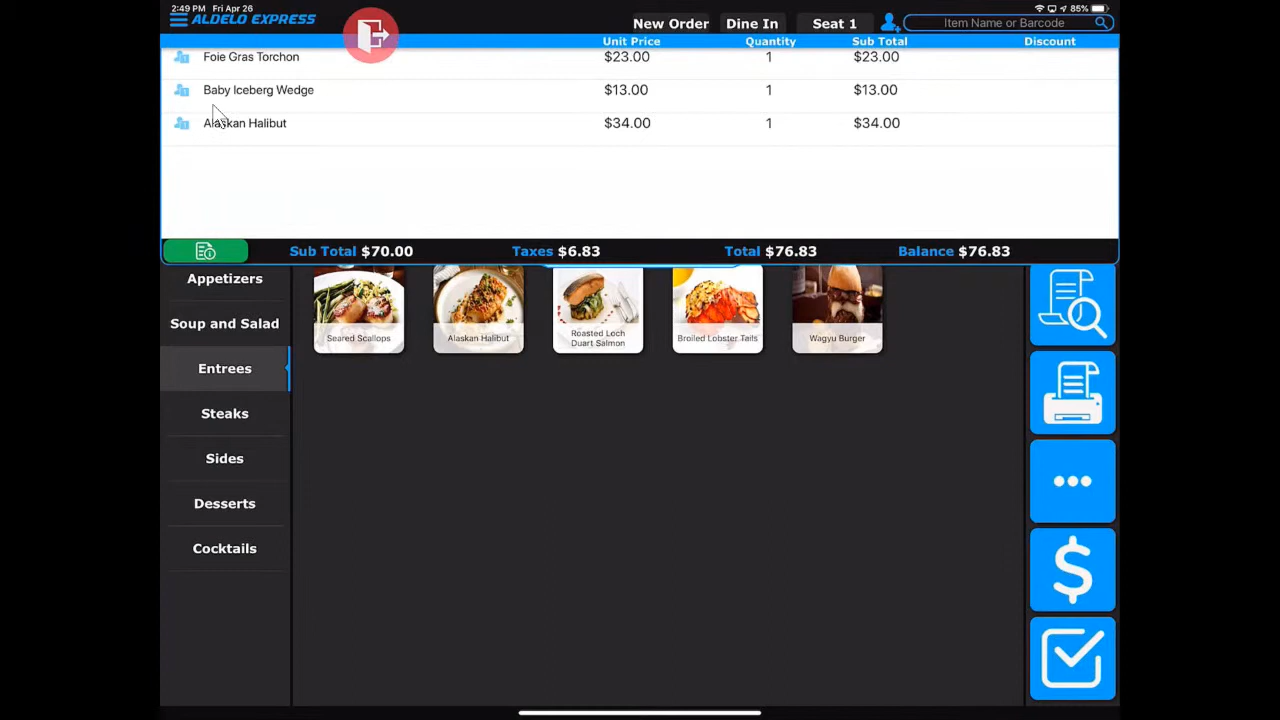 2:49 PM Fri Apr 26
85%
ALDELO EXPRESS
New Order
Dine In
Seat 1
Item Name or Barcode
Unit Price
Quantity
Sub Total
Discount
Foie Gras Torchon
$23.00
1
$23.00
Baby Iceberg Wedge
$13.00
1
$13.00
Alaskan Halibut
$34.00
1
$34.00
Sub Total $70.00
Taxes $6.83
Total $76.83
Balance $76.83
Appetizers
Soup and Salad
Entrees
Steaks
Sides
Desserts
Cocktails
Seared Scallops
Alaskan Halibut
Roasted Loch
Duart Salmon
Broiled Lobster Tails
Wagyu Burger
$